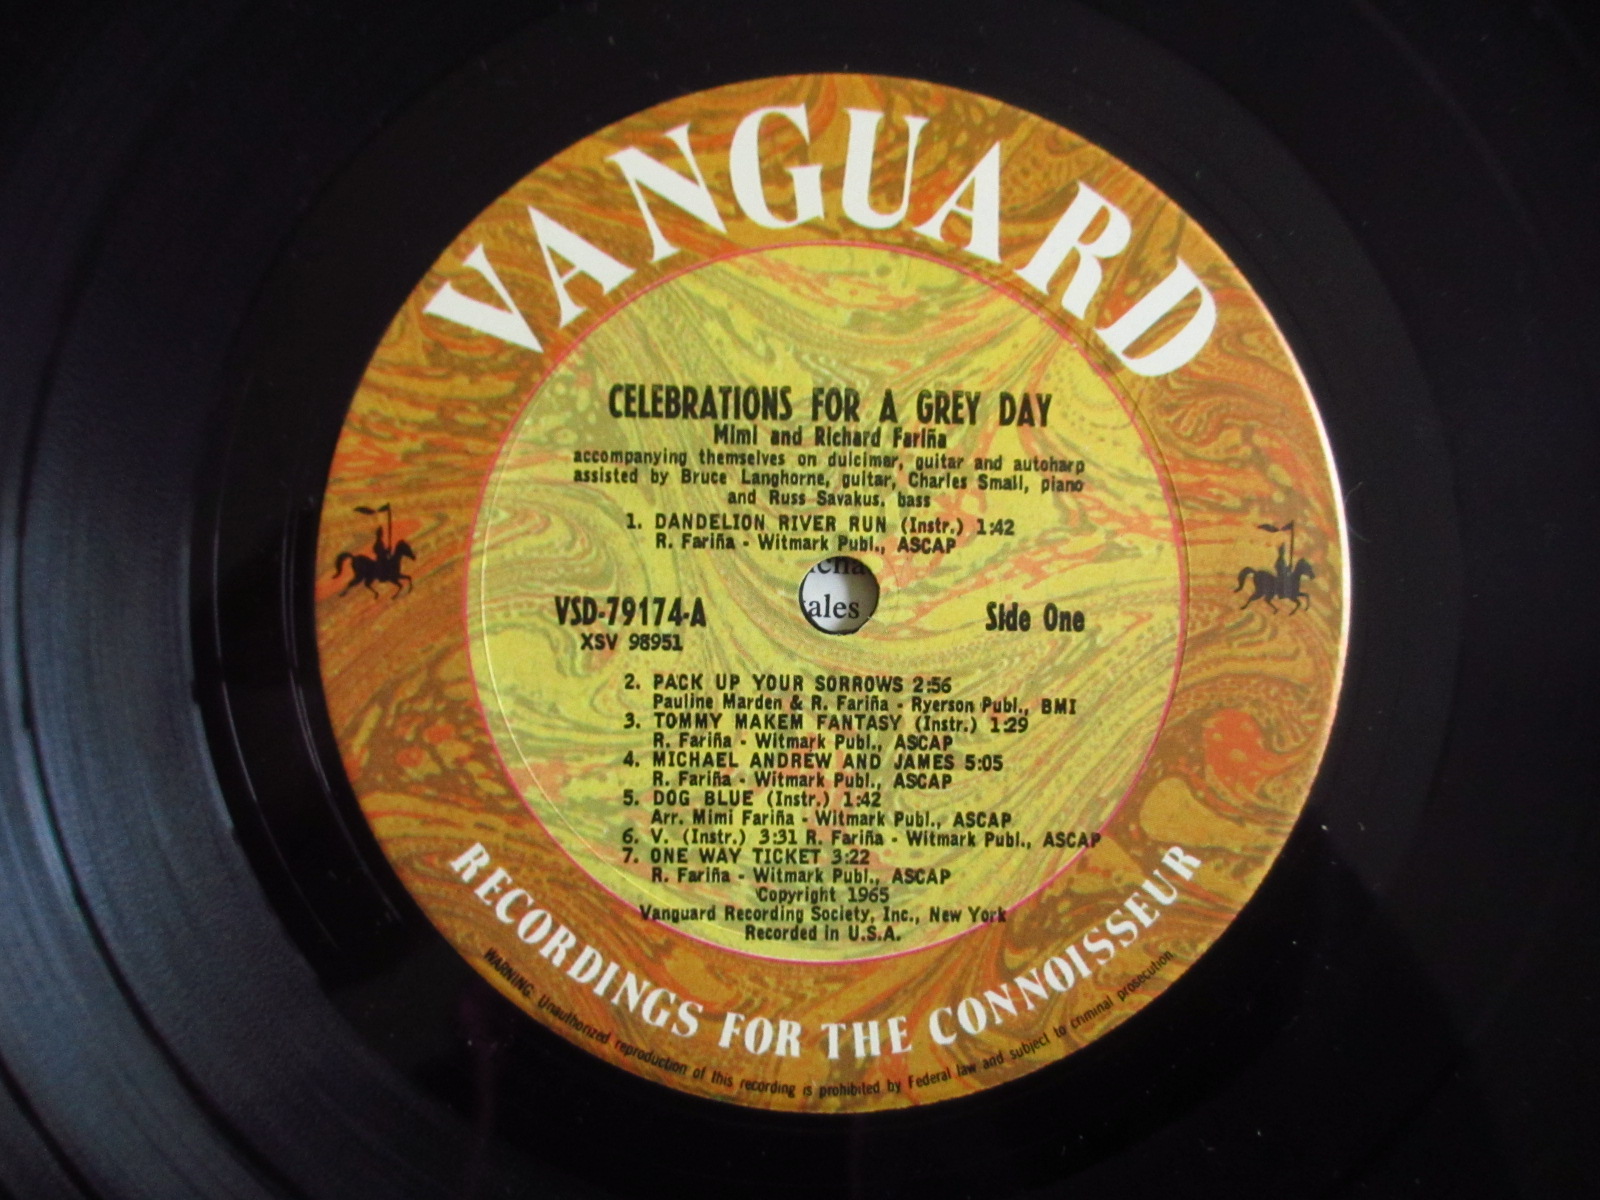 VANGUARD
CELEBRATIONS FOR A GREY DAY
Mimi and Richard Fariña
accompanying themselves on dulcimer, guitar and autoharp
assisted by Bruce Langhorne, guitar, Charles Small, piano
and Russ Savakus, bass
1. DANDELION RIVER RUN (Instr.) 1:42
R. Fariña - Witmark Publ., ASCAP
ales
VSD-79174-A
Side One
XSV 98951
2. PACK UP YOUR SORROWS 2:56
Pauline Marden & R. Fariña - Ryerson Publ., BMI
3. TOMMY MAKEM FANTASY (Instr.) 1:29
R. Fariña - Witmark Publ., ASCAP
4. MICHAEL ANDREW AND JAMES 5:05
R. Fariña - Witmark Publ., ASCAP
5. DOG BLUE (Instr.) 1:42
Arr. Mimi Fariña - Witmark Publ., ASCAP
6. V. (Instr.) 3:31 R. Fariña - Witmark Publ., ASCAP
7. ONE WAY TICKET 3:22
R. Fariña - Witmark Publ., ASCAP
Copyright 1965
Vanguard Recording Society, Inc., New York
Recorded in U.S.A.
RECORDINGS FOR THE CONNOISSEUR
WARNING: Unauthorized reproduction of this recording is prohibited by Federal law and subject to criminal prosecution.